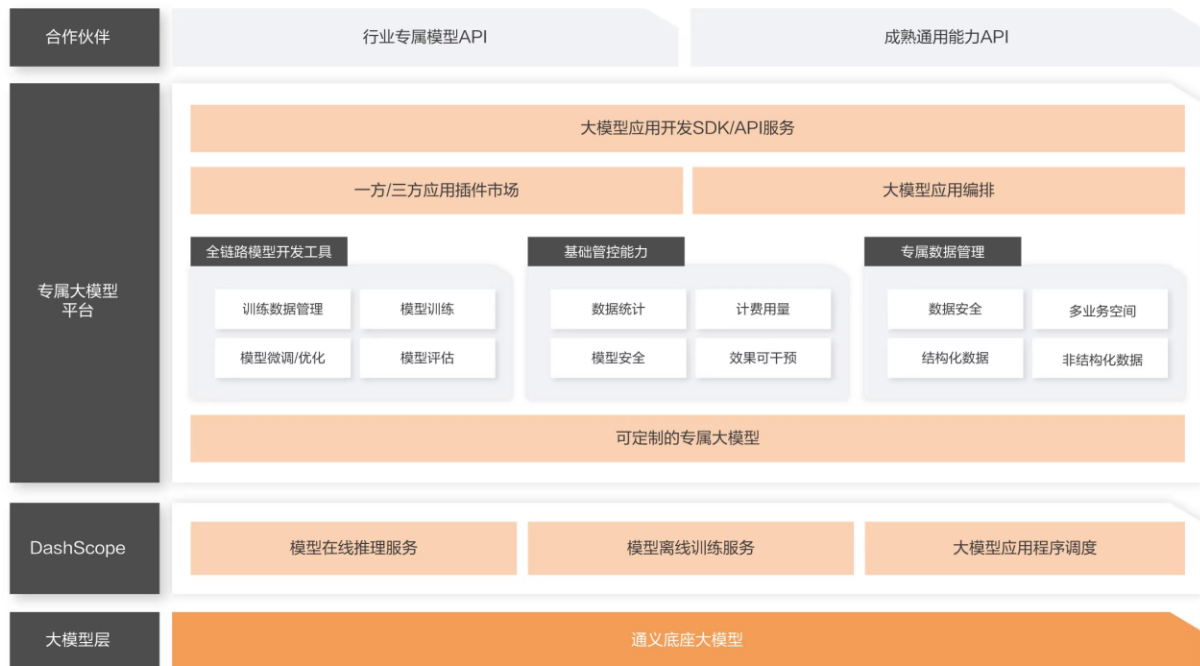 合作伙伴
行业专属模型API
成熟通用能力API
专属大模型
平台
大模型应用开发SDK/API服务
一方/三方应用插件市场
大模型应用编排
全链路模型开发工具
训练数据管理
模型训练
模型微调/优化
模型评估
基础管控能力
数据统计
计费用量
模型安全
效果可干预
专属数据管理
数据安全
多业务空间
结构化数据
非结构化数据
可定制的专属大模型
DashScope
模型在线推理服务
模型离线训练服务
大模型应用程序调度
大模型层
通义底座大模型